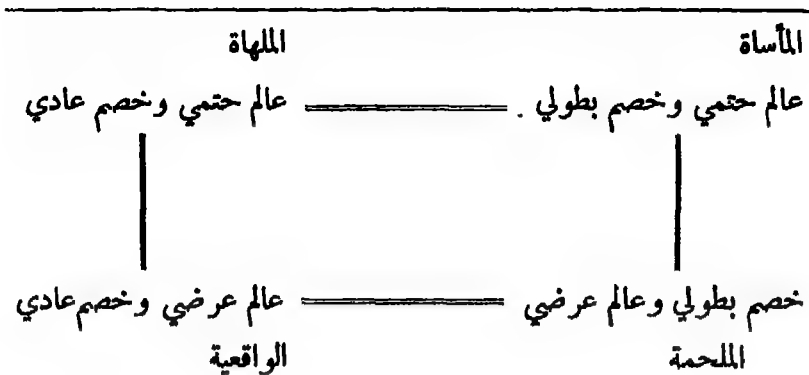 المأساة الملهاة
عالم حتمي وخصم بطولي . عالم حتمي وخصم عادي
خصم بطولي وعالم عرضي عالم عرضي وخصم عادي
الملحمة الواقعية